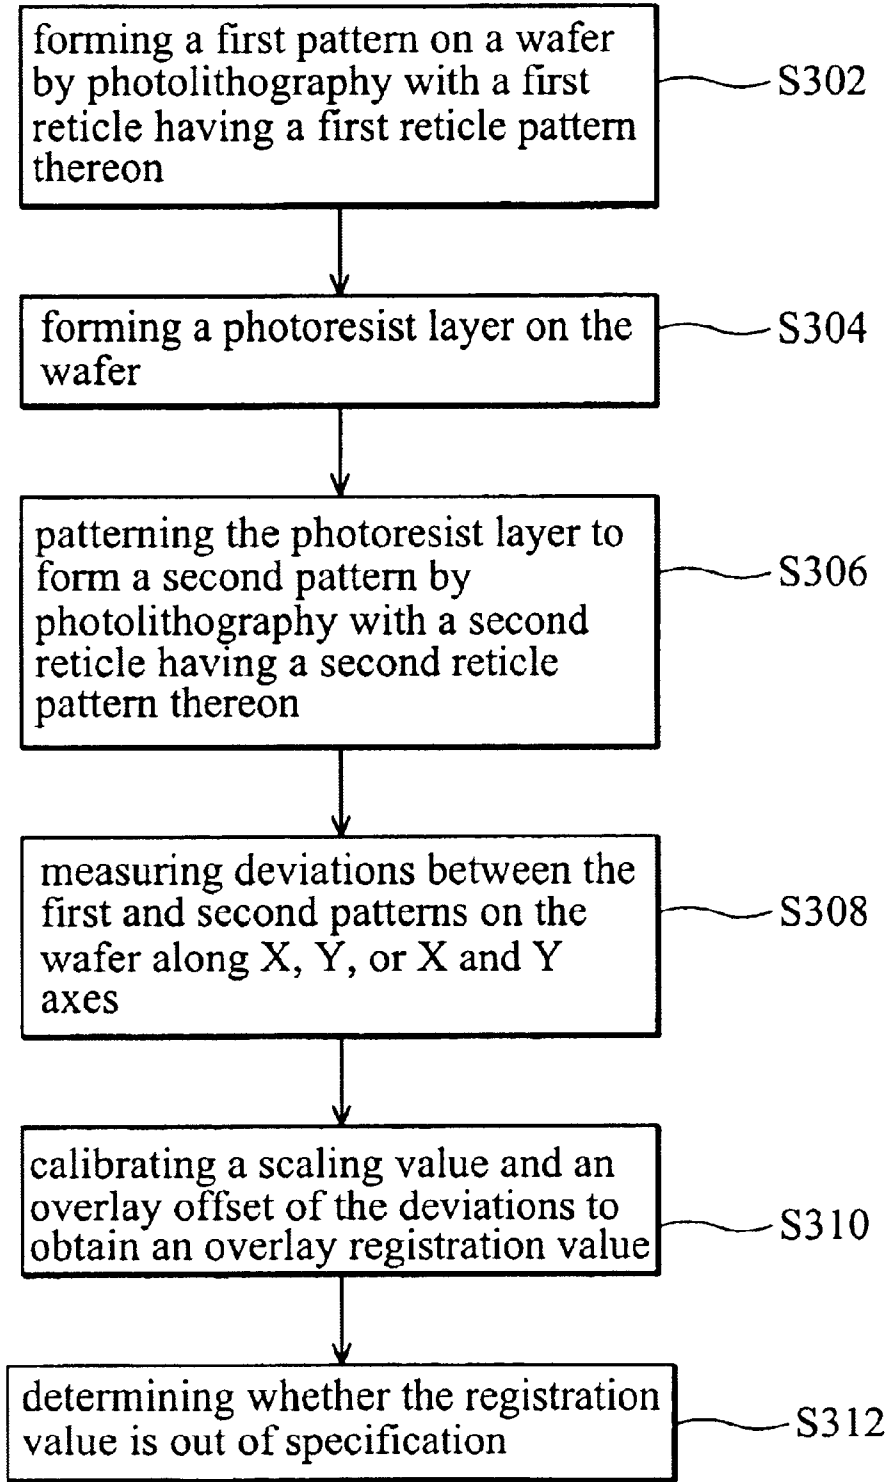 forming a first pattern on a wafer
by photolithography with a first
reticle having a first reticle pattern
thereon
S302
forming a photoresist layer on the
wafer
S304
patterning the photoresist layer to
form a second pattern by
photolithography with a second
reticle having a second reticle
pattern thereon
S306
measuring deviations between the
first and second patterns on the
wafer along X, Y, or X and Y
axes
S308
calibrating a scaling value and an
overlay offset of the deviations to
obtain an overlay registration value
S310
determining whether the registration
value is out of specification
S312